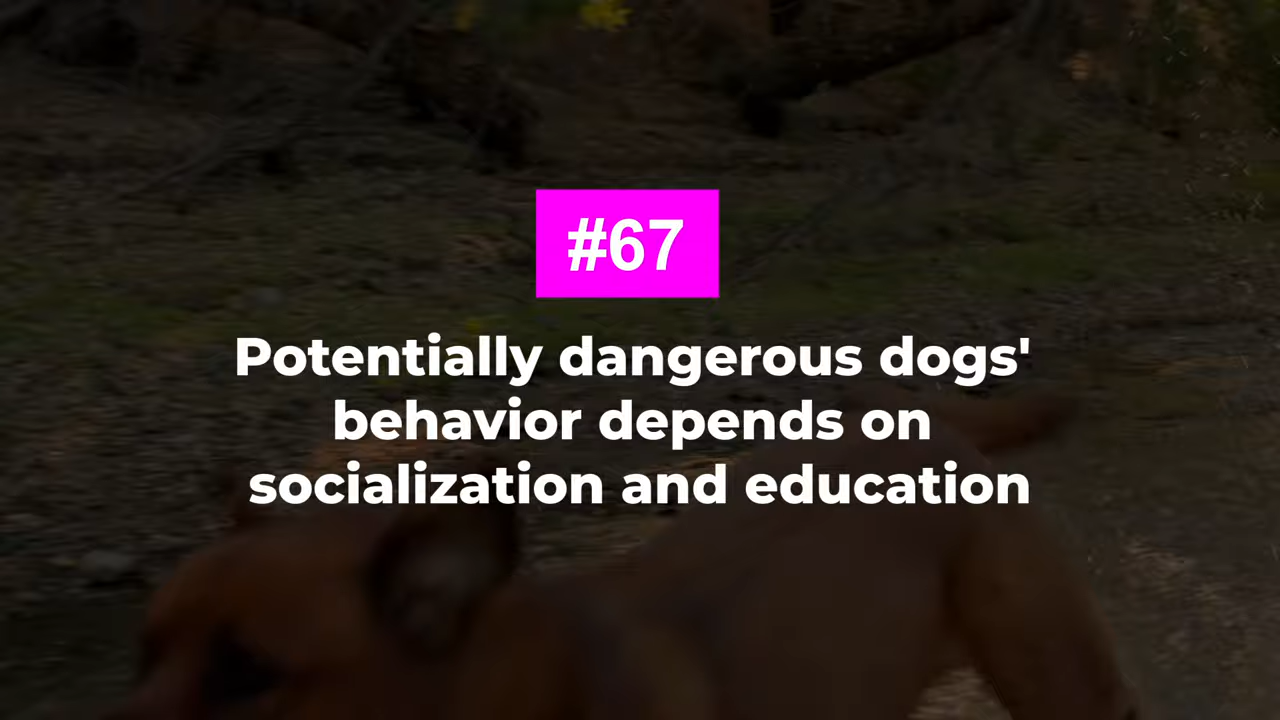 #67
Potentially dangerous dogs'
behavior depends on
socialization and education